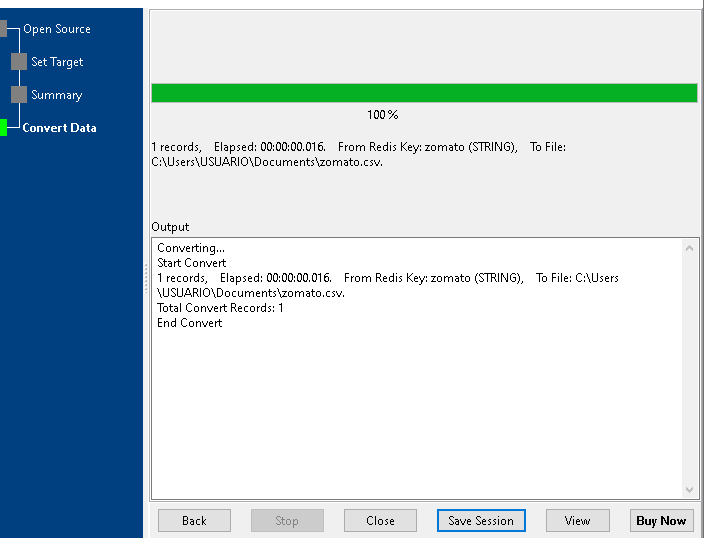 Open Source
Set Target
Summary
Convert Data
100%
1 records,   Elapsed: 00:00:00.016.   From Redis Key: zomato (STRING),   To File:
C:\Users\USUARIO\Documents\zomato.csv.
Output
Converting...
Start Convert
1 records,   Elapsed: 00:00:00.016.   From Redis Key: zomato (STRING),   To File: C:\Users
\USUARIO\Documents\zomato.csv.
Total Convert Records: 1
End Convert
Back
Stop
Close
Save Session
View
Buy Now